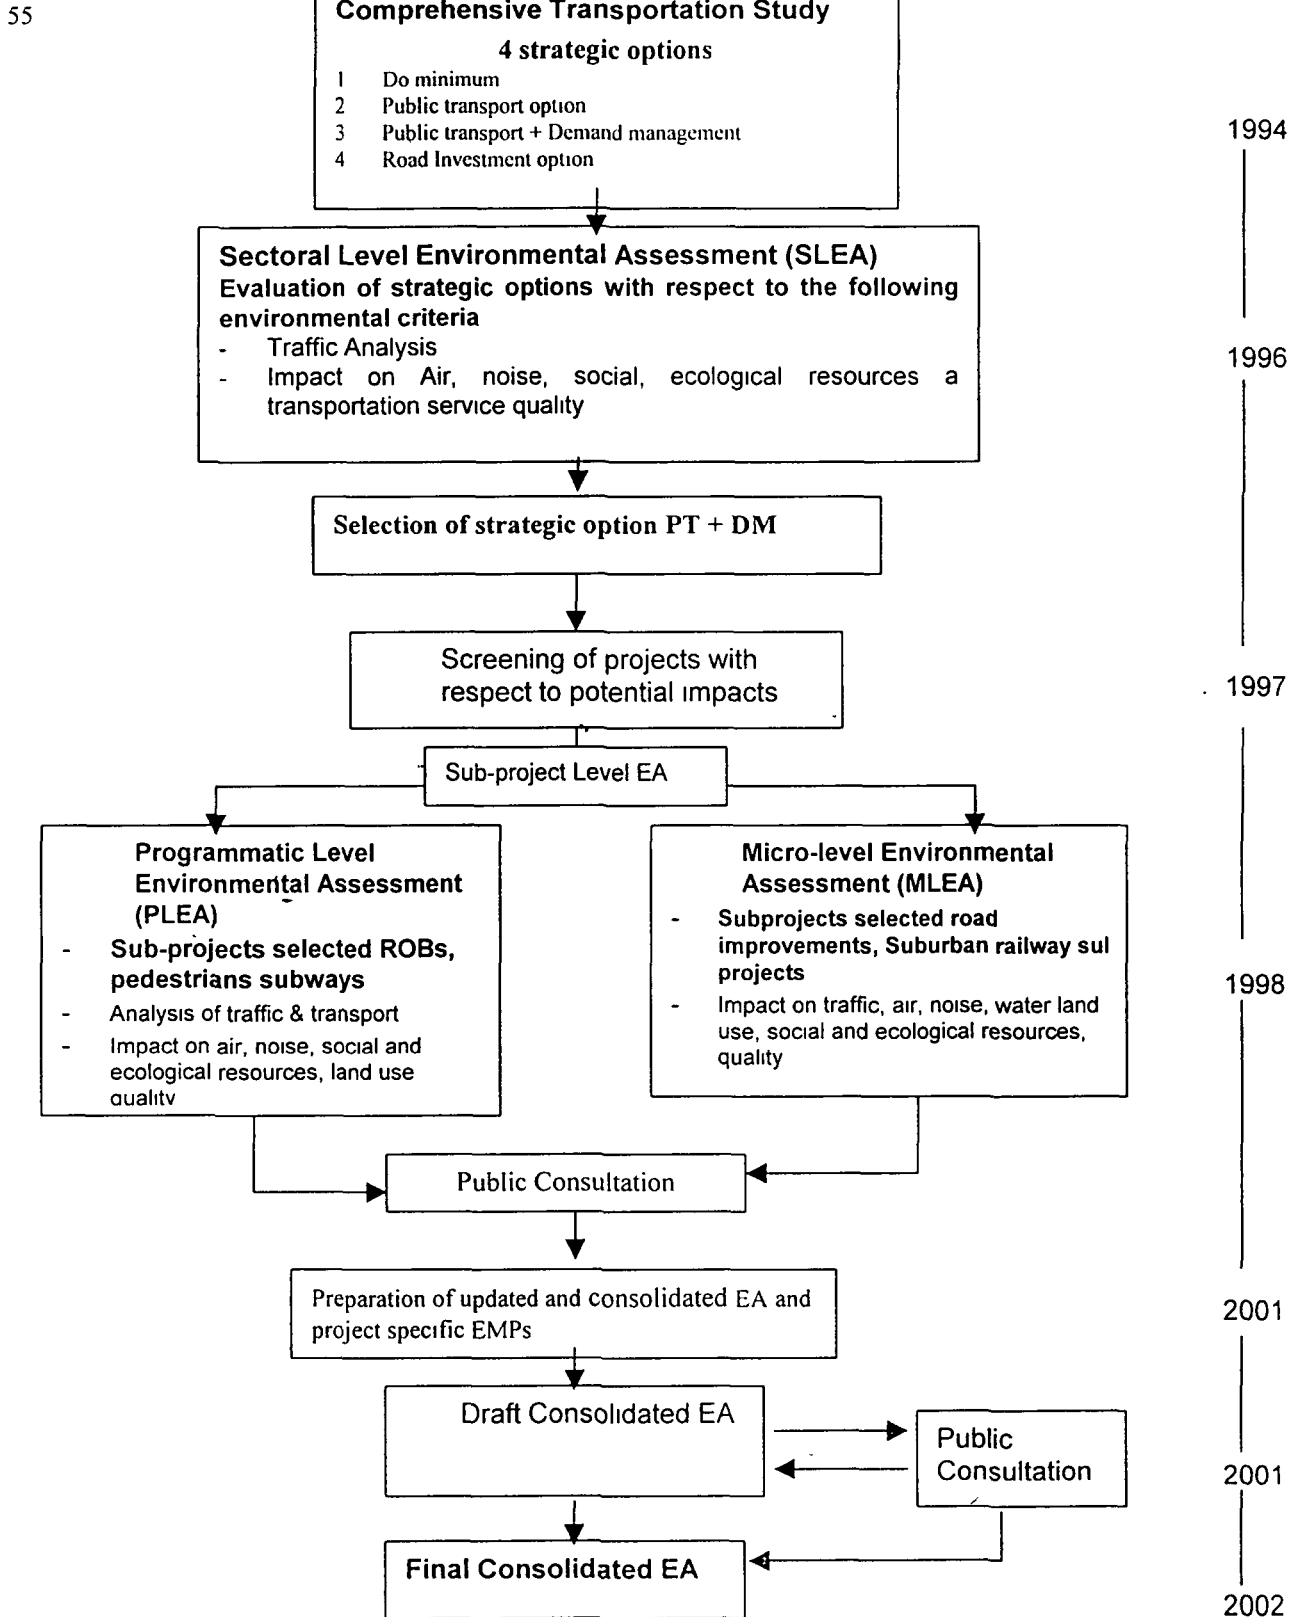 55
Comprehensive Transportation Study
4 strategic options
1 Do minimum
2 Public transport option
3 Public transport + Demand management
4 Road Investment option
1994
Sectoral Level Environmental Assessment (SLEA)
Evaluation of strategic options with respect to the following
environmental criteria
- Traffic Analysis
- Impact on Air, noise, social, ecological resources a
transportation service quality
1996
Selection of strategic option PT + DM
Screening of projects with
respect to potential impacts
1997
Sub-project Level EA
Programmatic Level
Environmental Assessment
(PLEA)
- Sub-projects selected ROBs,
pedestrians subways
- Analysis of traffic & transport
- Impact on air, noise, social and
ecological resources, land use
quality
Micro-level Environmental
Assessment (MLEA)
- Subprojects selected road
improvements, Suburban railway sul
projects
- Impact on traffic, air, noise, water land
use, social and ecological resources,
quality
1998
Public Consultation
Preparation of updated and consolidated EA and
project specific EMPs
2001
Draft Consolidated EA
Public
Consultation
2001
Final Consolidated EA
2002